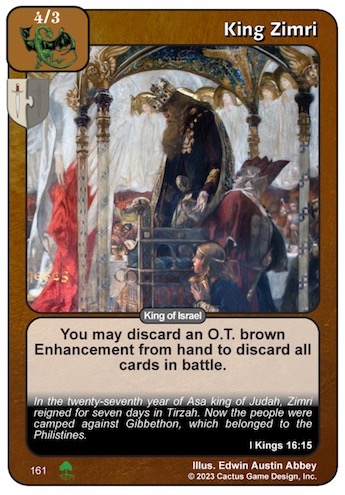 4/3
King Zimri
King of Israel
You may discard an O.T. brown
Enhancement from hand to discard all
cards in battle.
In the twenty-seventh year of Asa king of Judah, Zimri
reigned for seven days in Tirzah. Now the people were
camped against Gibbethon, which belonged to the
Philistines.
I Kings 16:15
161
Illus. Edwin Austin Abbey
© 2023 Cactus Game Design, Inc.